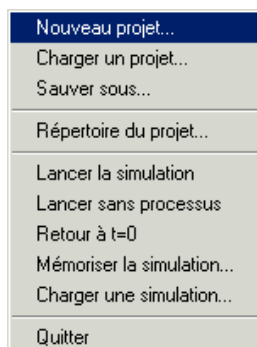 Nouveau projet...
Charger un projet...
Sauver sous...
Répertoire du projet...
Lancer la simulation
Lancer sans processus
Retour à t=0
Mémoriser la simulation...
Charger une simulation...
Quitter